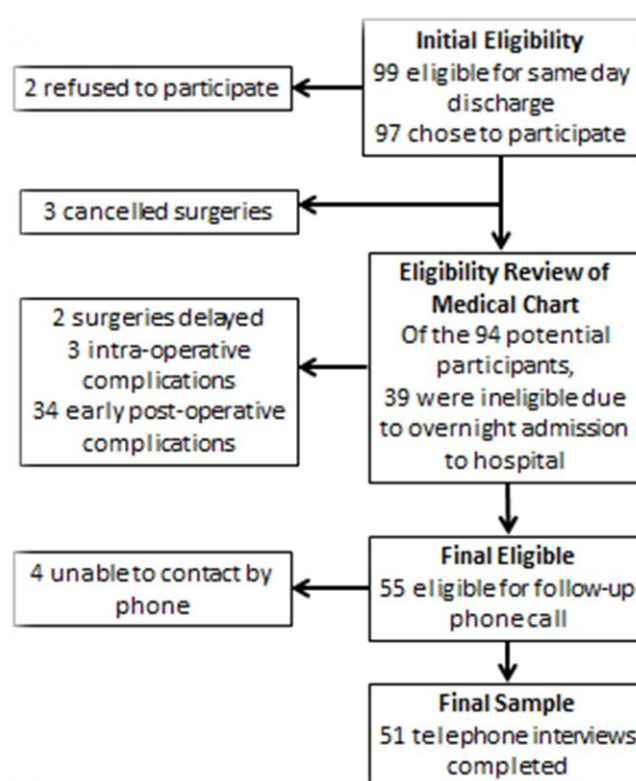 Initial Eligibility
99 eligible for same day
discharge
97 chose to participate
2 refused to participate
3 cancelled surgeries
Eligibility Review of
Medical Chart
Of the 94 potential
participants,
39 were ineligible due
to overnight admission
to hospital
2 surgeries delayed
3 intra-operative
complications
34 early post-operative
complications
Final Eligible
55 eligible for follow-up
phone call
4 unable to contact by
phone
Final Sample
51 telephone interviews
completed